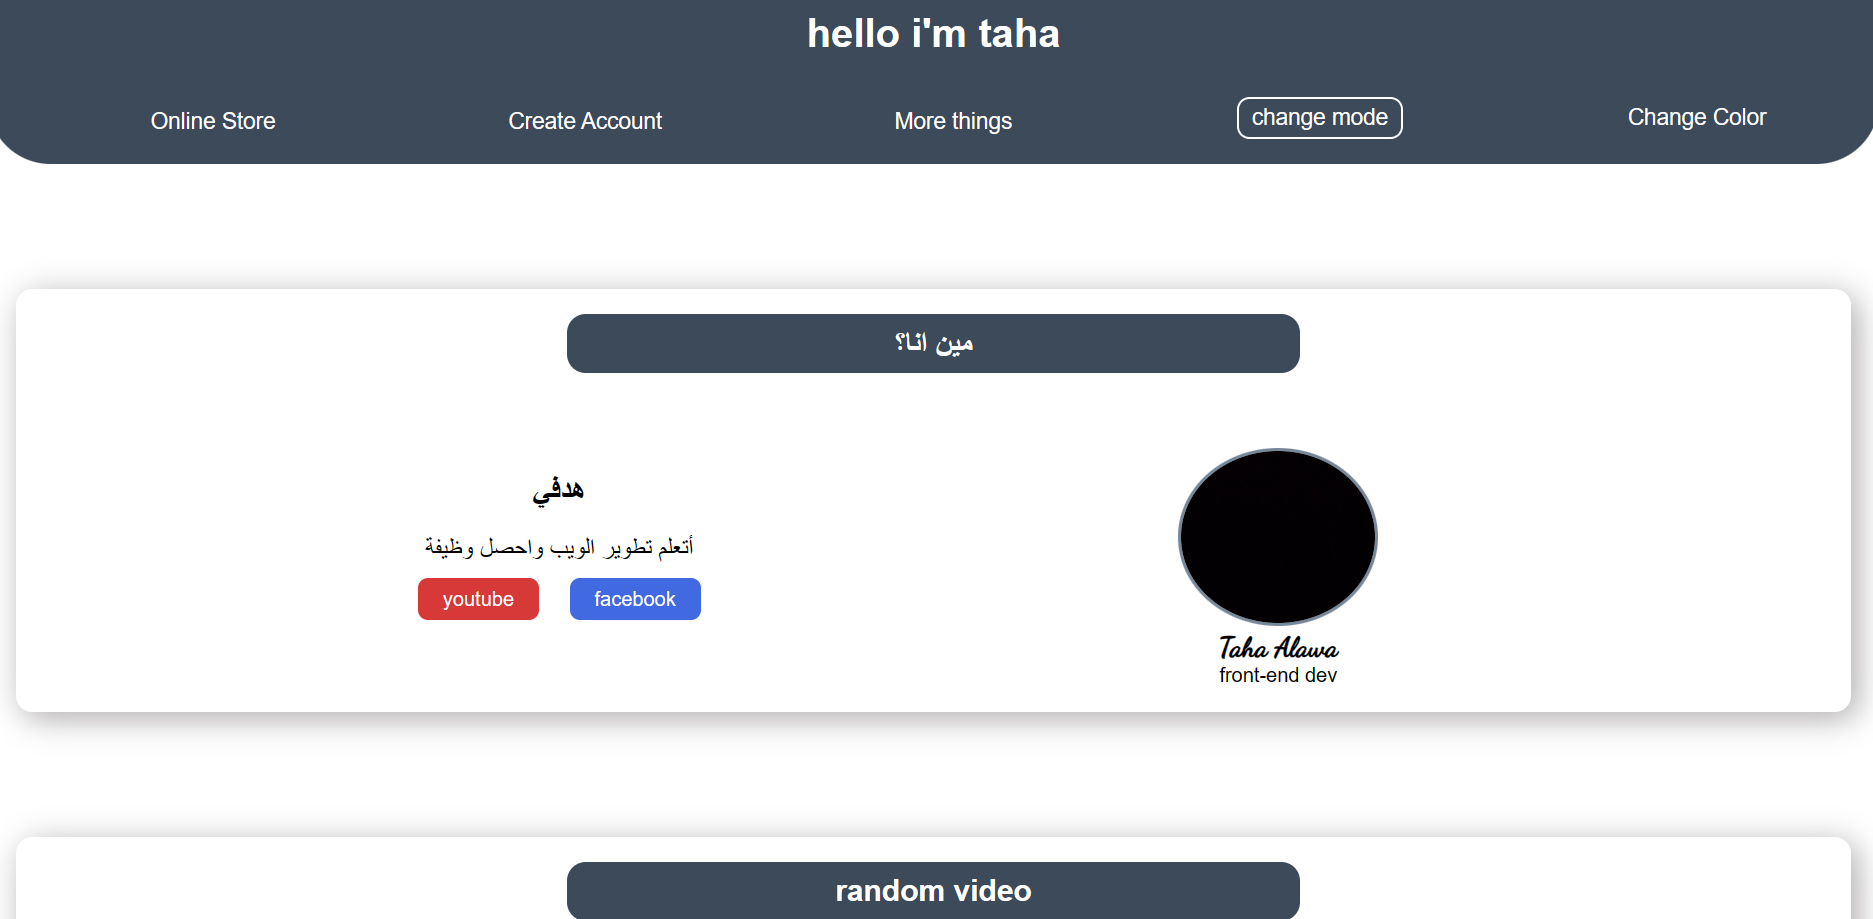 hello i'm taha
Online Store
Create Account
More things
change mode
Change Color
مين انا؟
هدفي
أتعلم تطوير الويب واحصل وظيفة
youtube
facebook
Taha Alawa
front-end dev
random video